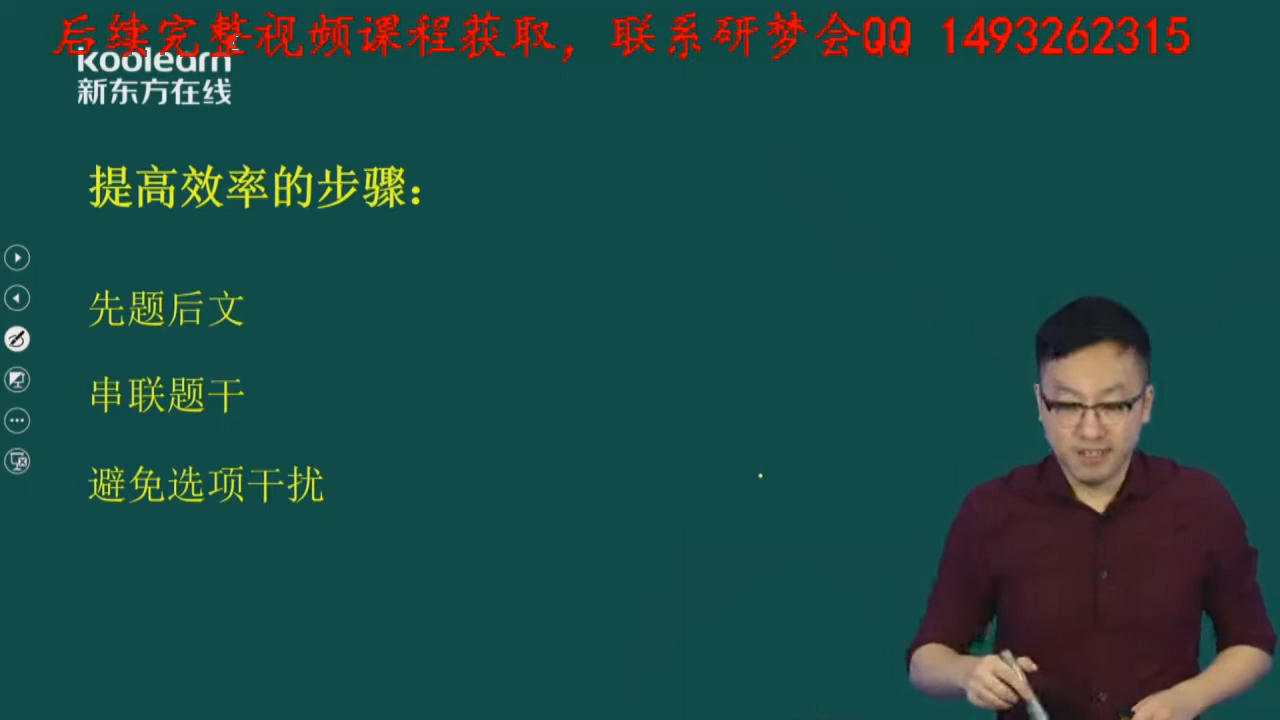 后续完整视频课程获取，联系研梦会QQ 1493262315
koolearn
新东方在线
提高效率的步骤：
先题后文
串联题干
避免选项干扰